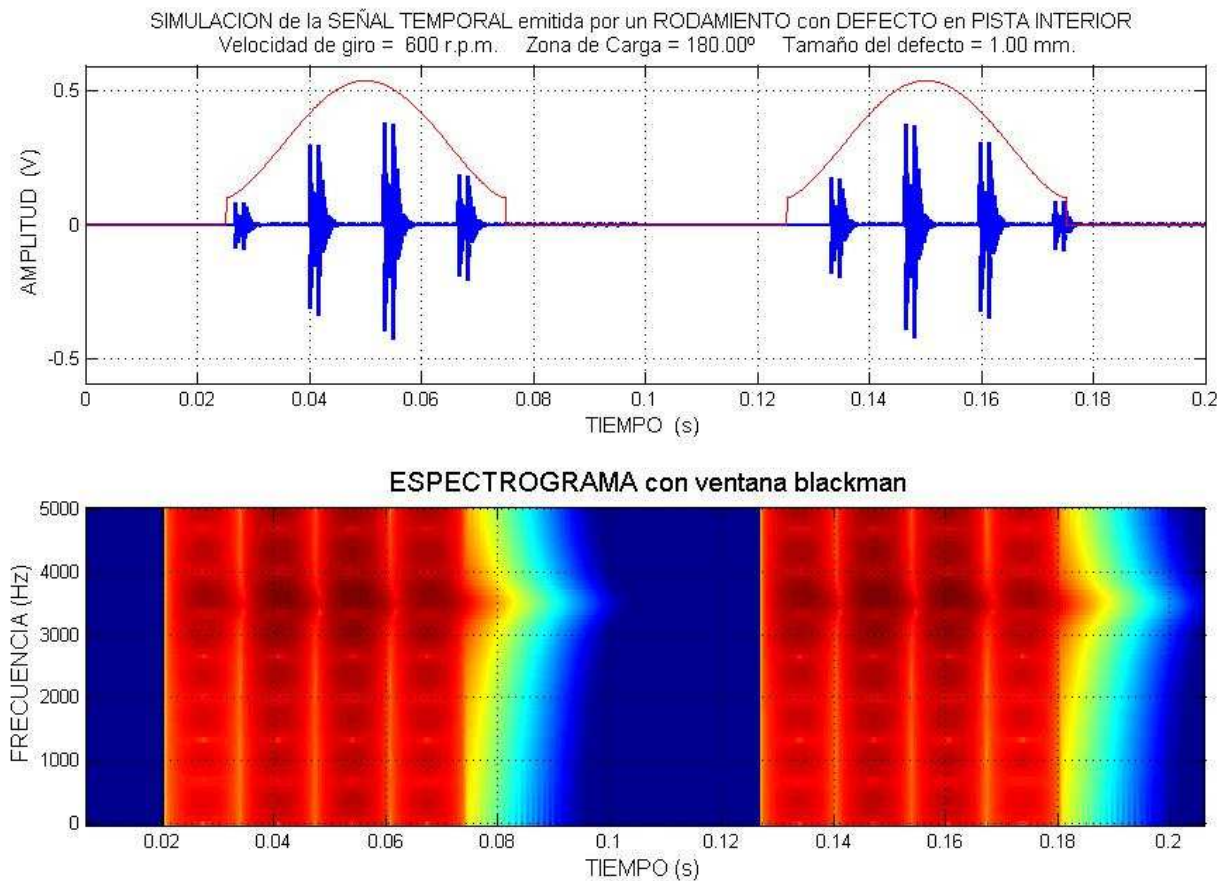 SIMULACION de la SEÑAL TEMPORAL emitida por un RODAMIENTO con DEFECTO en PISTA INTERIOR
Velocidad de giro = 600 r.p.m. Zona de Carga = 180.00º Tamaño del defecto = 1.00 mm.
AMPLITUD (V)
0.5
0
-0.5
0 0.02 0.04 0.06 0.08 0.1 0.12 0.14 0.16 0.18 0.2
TIEMPO (s)
ESPECTROGRAMA con ventana blackman
FRECUENCIA (Hz)
5000
4000
3000
2000
1000
0
0.02 0.04 0.06 0.08 0.1 0.12 0.14 0.16 0.18 0.2
TIEMPO (s)